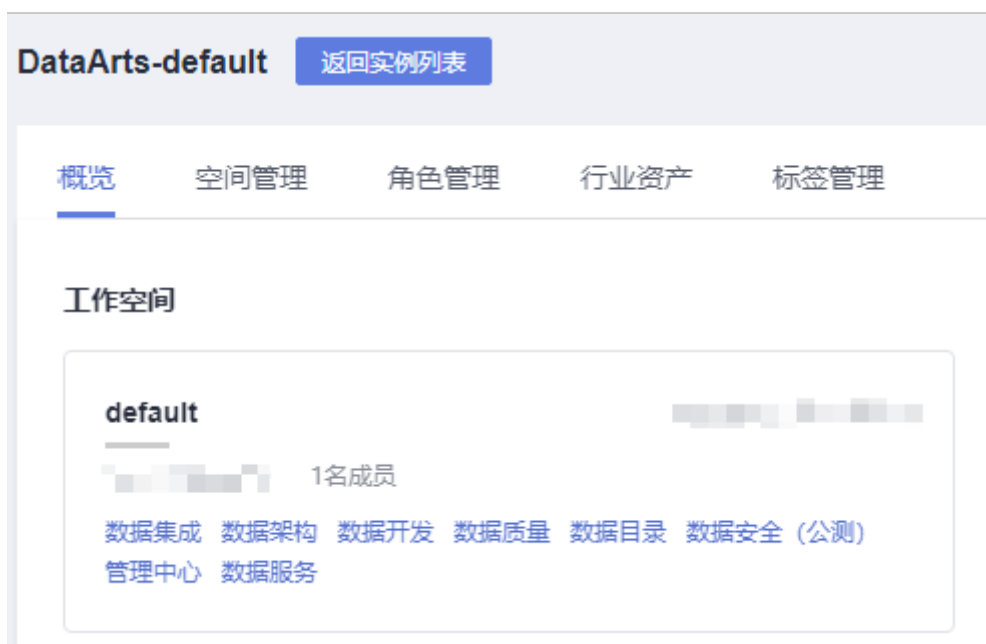 DataArts-default 返回实例列表
概览 空间管理 角色管理 行业资产 标签管理
工作空间
default
1名成员
数据集成 数据架构 数据开发 数据质量 数据目录 数据安全 (公测)
管理中心 数据服务